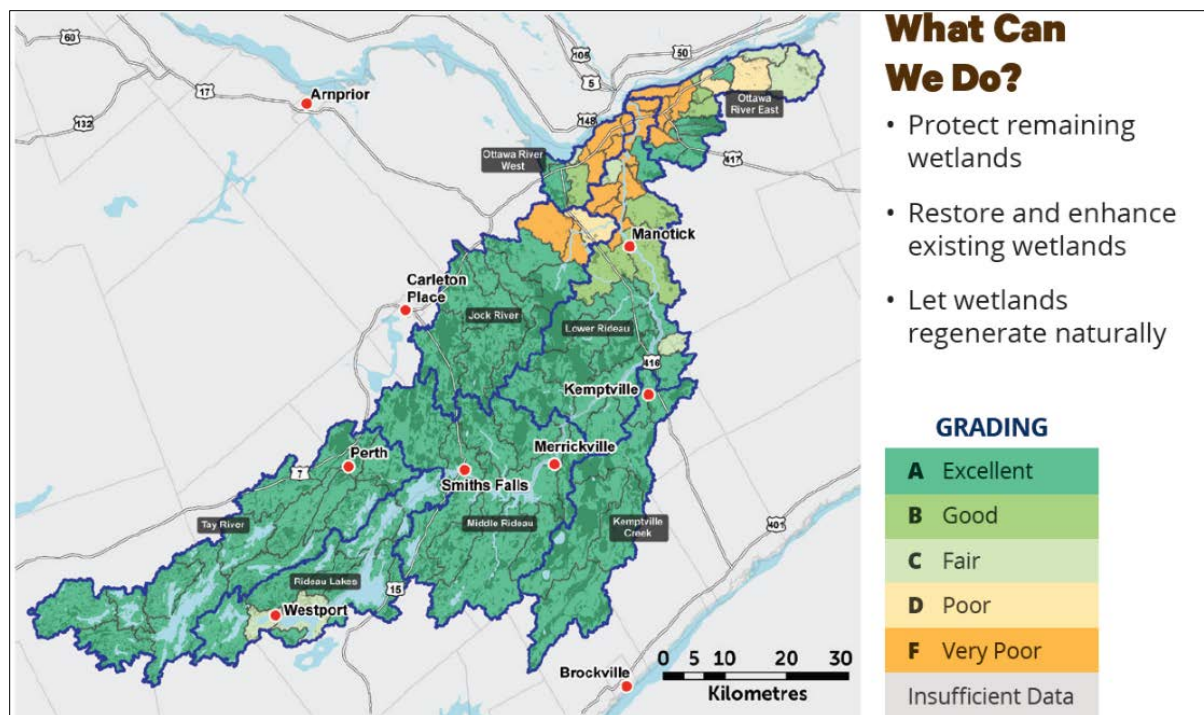 60
105
50
5
17
Arnprior
148
132
Ottawa
River East
Ottawa River
West
417
Manotick
Carleton
Place
Jock River
Lower Rideau
416
Kemptville
Perth
7
Merrickville
Smiths Falls
Tay River
Middle Rideau
Kemptville
Creek
401
Rideau Lakes
15
Westport
Brockville
0 5 10 20 30
Kilometres
What Can
We Do?
• Protect remaining
wetlands
• Restore and enhance
existing wetlands
• Let wetlands
regenerate naturally
GRADING
A Excellent
B Good
C Fair
D Poor
F Very Poor
Insufficient Data